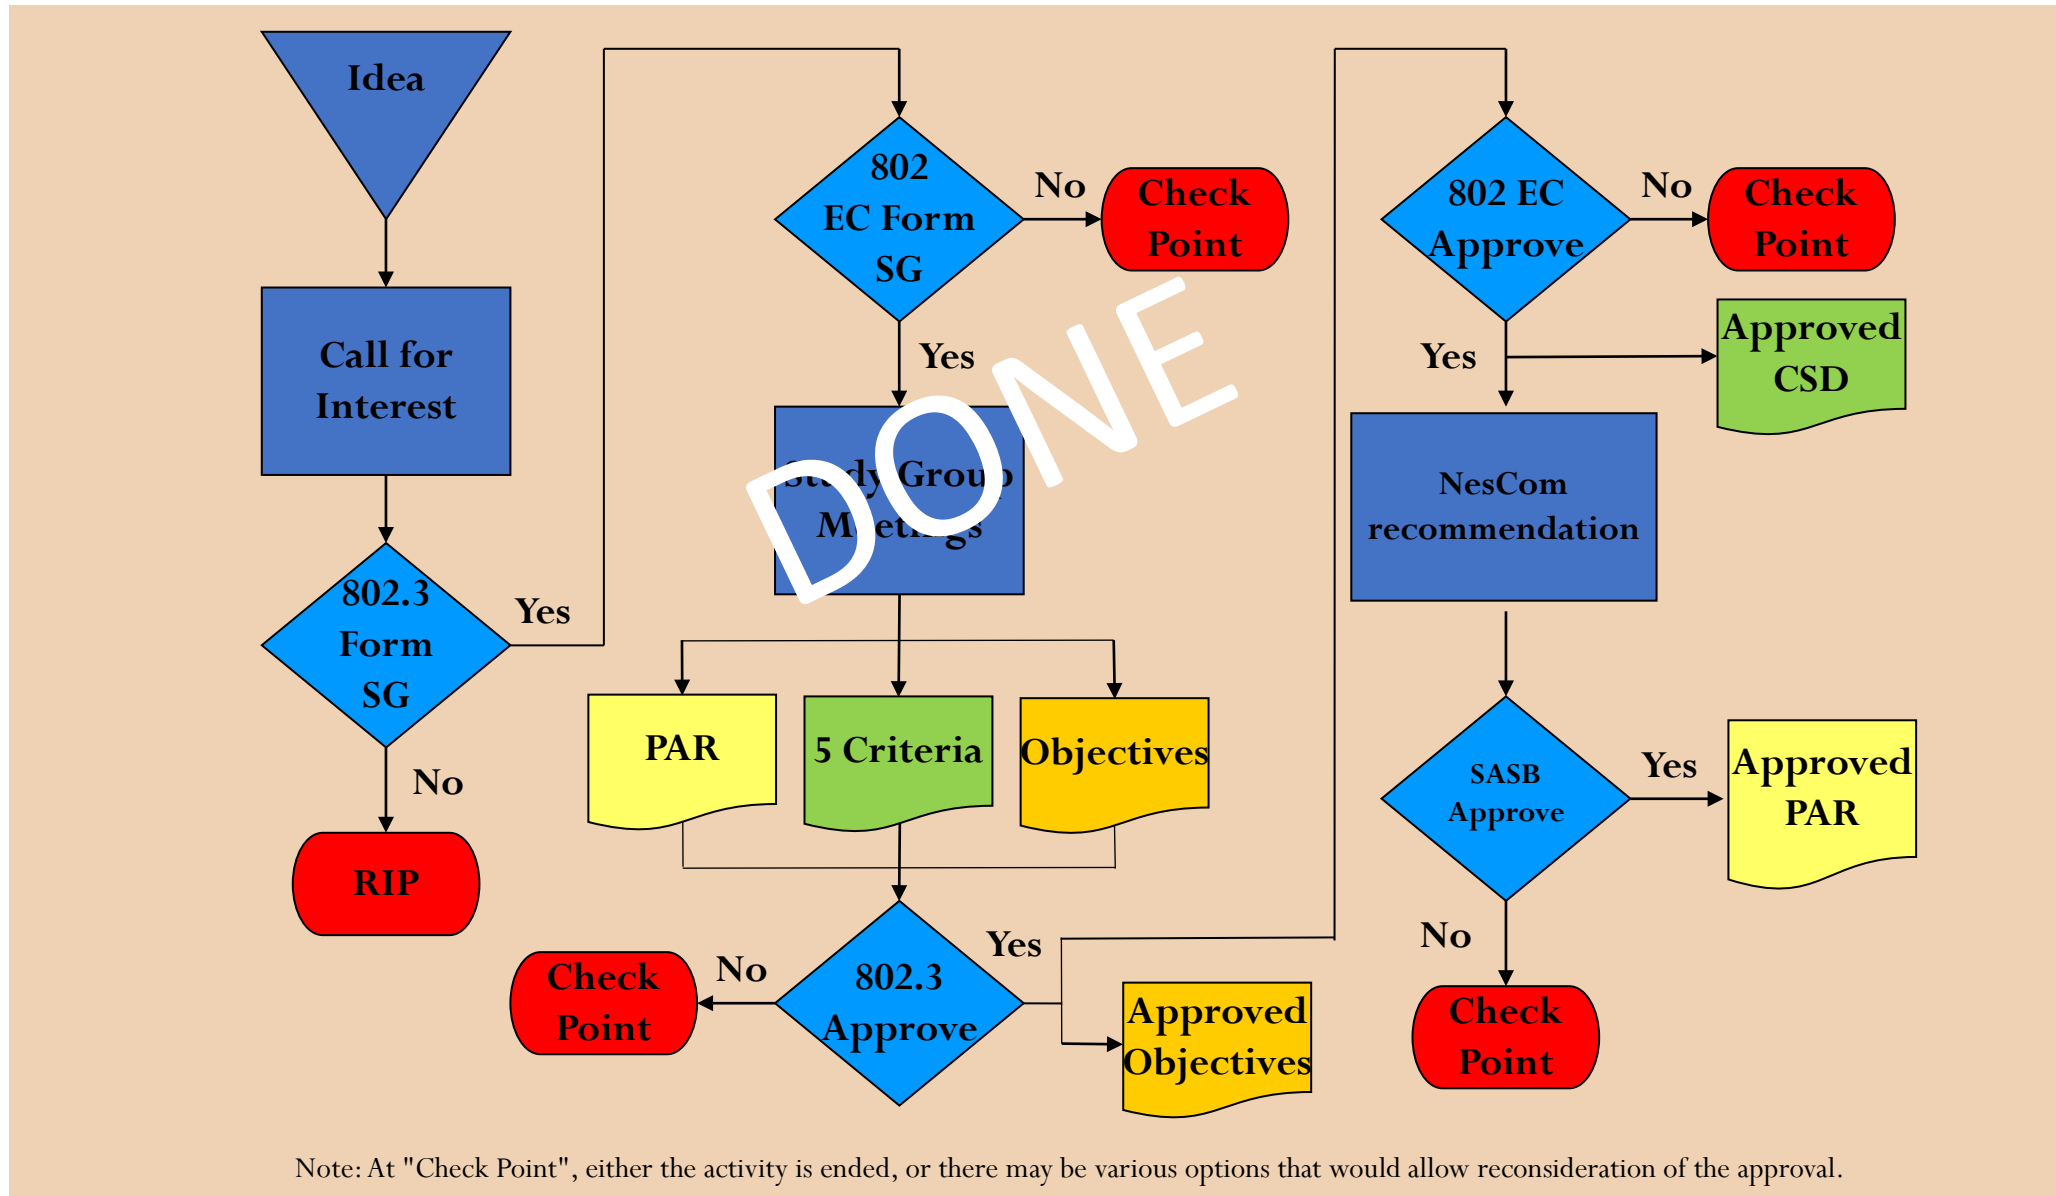 Idea
Call for
Interest
802.3
Form
SG
Yes
No
RIP
802
EC Form
SG
No
Check
Point
Yes
Study Group
Meetings
DONE
PAR
5 Criteria
Objectives
802.3
Approve
No
Check
Point
Yes
Approved
Objectives
802 EC
Approve
No
Check
Point
Yes
Approved
CSD
NesCom
recommendation
SASB
Approve
Yes
Approved
PAR
No
Check
Point
Note: At "Check Point", either the activity is ended, or there may be various options that would allow reconsideration of the approval.